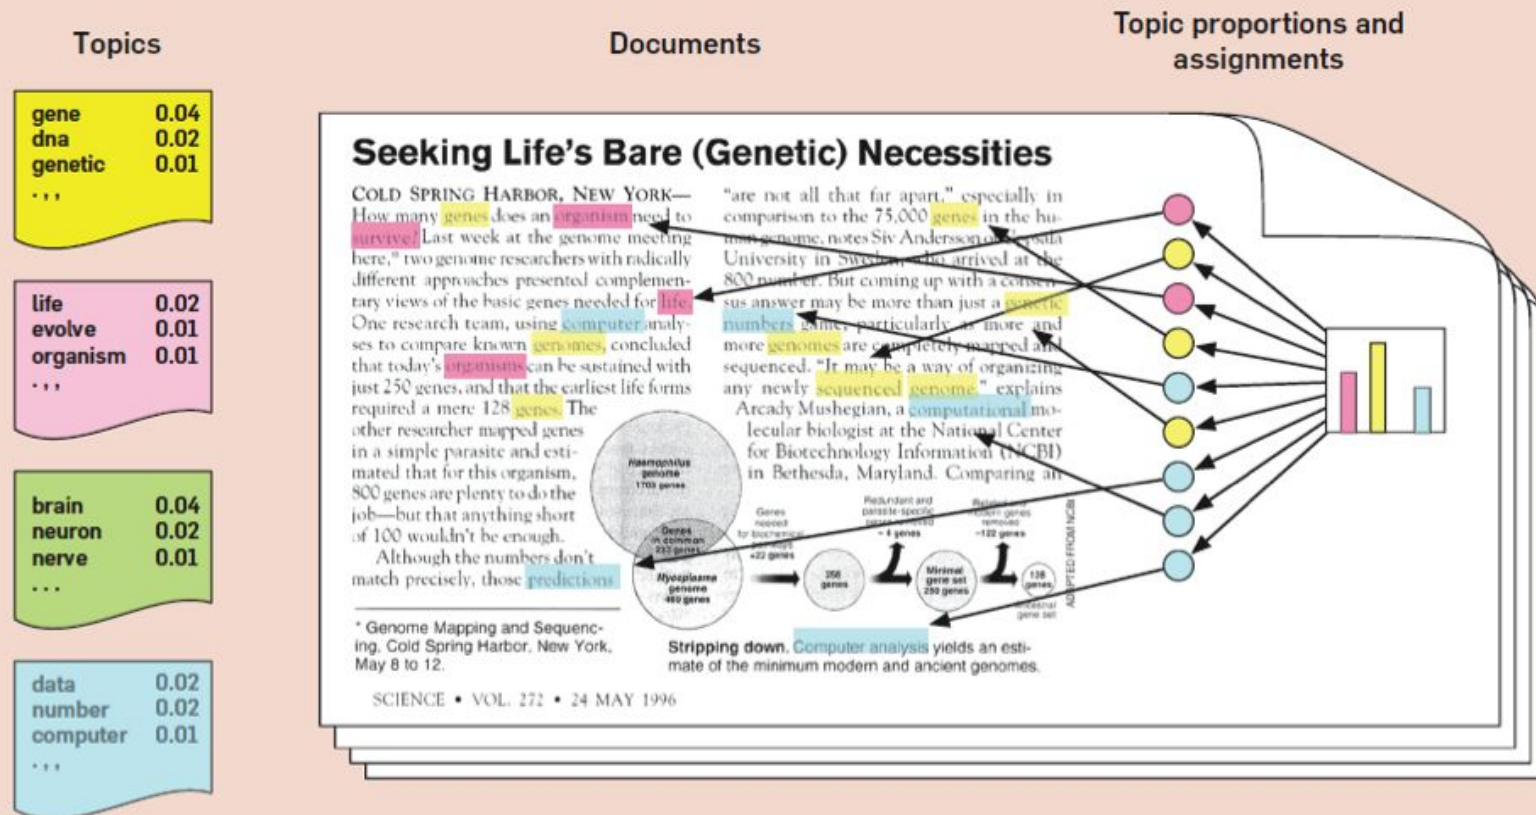 Topics
gene 0.04
dna 0.02
genetic 0.01
. , ,
life 0.02
evolve 0.01
organism 0.01
. , ,
brain 0.04
neuron 0.02
nerve 0.01
...
data 0.02
number 0.02
computer 0.01
. , ,
Documents
Seeking Life's Bare (Genetic) Necessities
COLD SPRING HARBOR, NEW YORK—
How many genes does an organism need to
survive? Last week at the genome meeting
here,* two genome researchers with radically
different approaches presented complemen-
tary views of the basic genes needed for life.
One research team, using computer analy-
ses to compare known genomes, concluded
that today's organisms can be sustained with
just 250 genes, and that the earliest life forms
required a mere 128 genes. The
other researcher mapped genes
in a simple parasite and esti-
mated that for this organism,
800 genes are plenty to do the
job—but that anything short
of 100 wouldn't be enough.
Although the numbers don't
match precisely, those predictions
* Genome Mapping and Sequenc-
ing, Cold Spring Harbor, New York,
May 8 to 12.
"are not all that far apart," especially in
comparison to the 75,000 genes in the hu-
man genome, notes Siv Andersson of
University in Sweden, who arrived at the
800 number. But coming up with a consen-
sus answer may be more than just a genetic
numbers game, particularly as more and
more genomes are completely mapped and
sequenced. "It may be a way of organizing
any newly sequenced genome," explains
Arcady Mushegian, a computational mo-
lecular biologist at the National Center
for Biotechnology Information (NCBI)
in Bethesda, Maryland. Comparing an
Haemophilus
genome
1703 genes
Genes
in common
233 genes
Mycoplasma
genome
469 genes
Genes
needed
for biochemical
+22 genes
256
genes
Redundant and
parasite-specific
removed
- 4 genes
Minimal
gene set
250 genes
genes
removed
-122 genes
128
genes
Ancestral
gene set
ADAPTED FROM NCBI
Stripping down. Computer analysis yields an esti-
mate of the minimum modern and ancient genomes.
SCIENCE • VOL. 272 • 24 MAY 1996
Topic proportions and
assignments